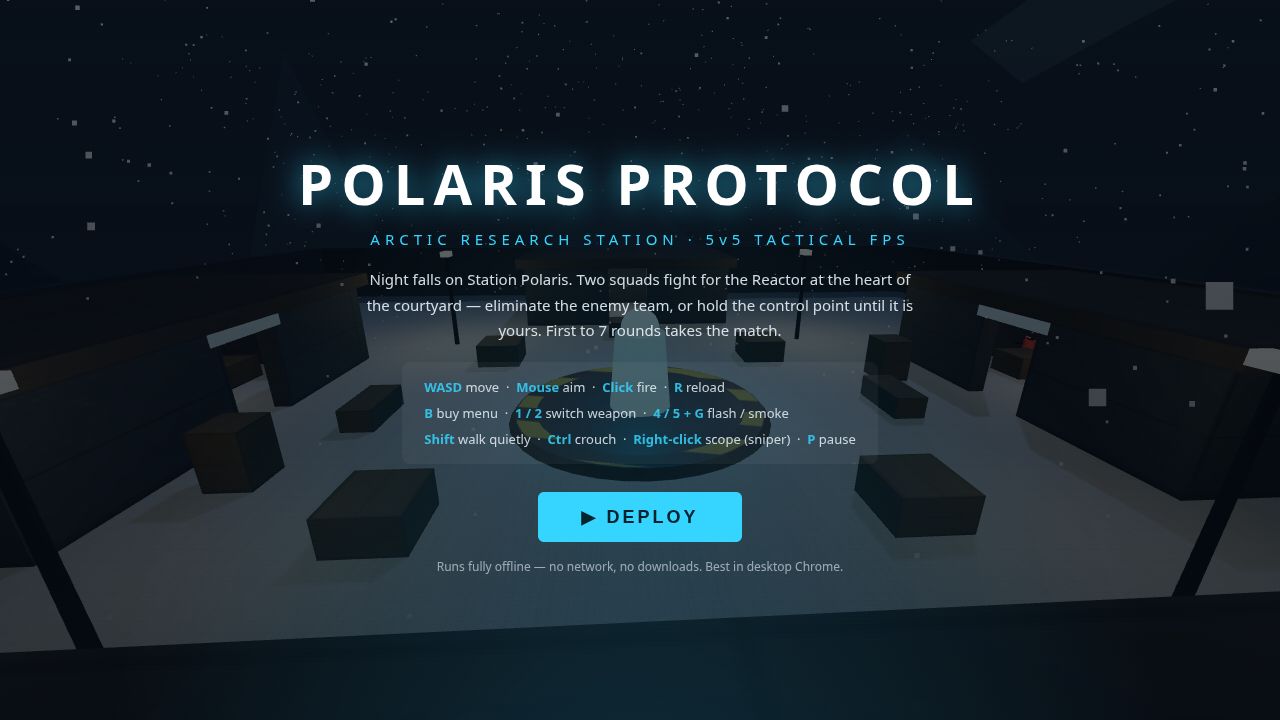 POLARIS PROTOCOL
ARCTIC RESEARCH STATION · 5v5 TACTICAL FPS
Night falls on Station Polaris. Two squads fight for the Reactor at the heart of
the courtyard — eliminate the enemy team, or hold the control point until it is
yours. First to 7 rounds takes the match.
WASD move · Mouse aim · Click fire · R reload
B buy menu · 1 / 2 switch weapon · 4 / 5 + G flash / smoke
Shift walk quietly · Ctrl crouch · Right-click scope (sniper) · P pause
▶ DEPLOY
Runs fully offline — no network, no downloads. Best in desktop Chrome.